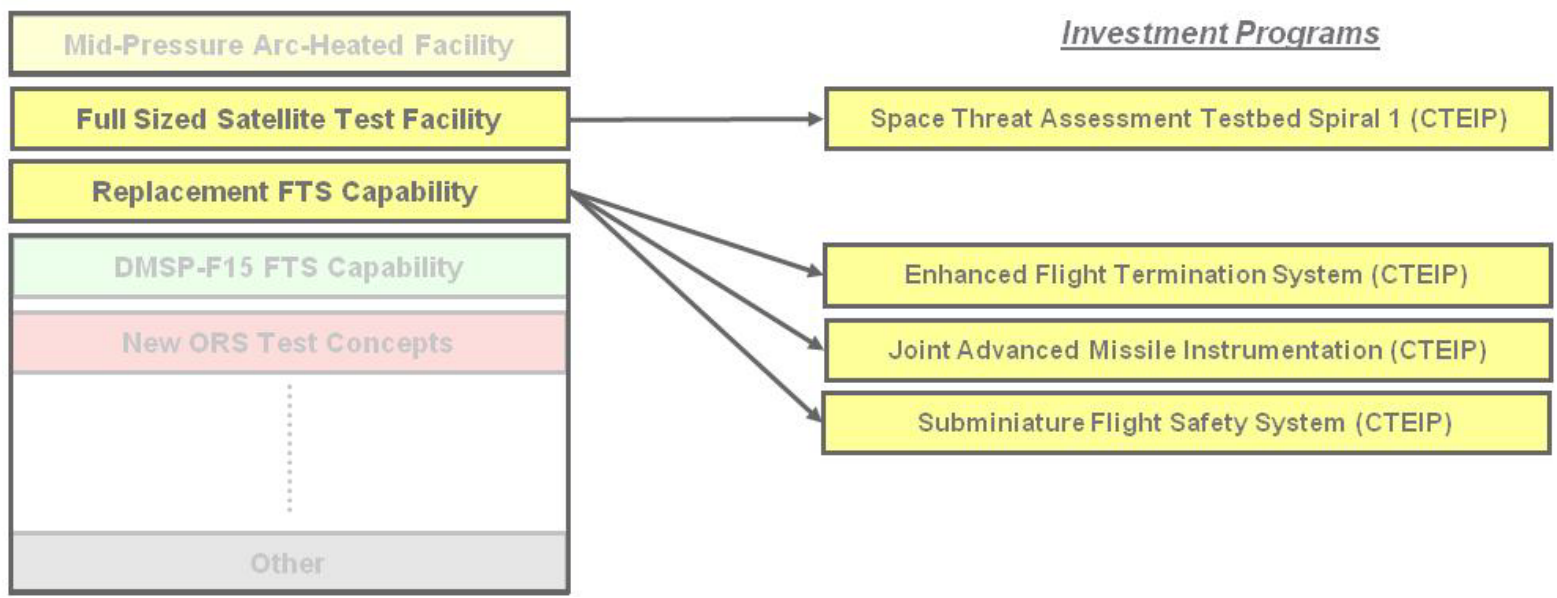 Mid-Pressure Arc-Heated Facility
Full Sized Satellite Test Facility
Replacement FTS Capability
DMSP-F15 FTS Capability
New ORS Test Concepts
Other
Investment Programs
Space Threat Assessment Testbed Spiral 1 (CTEIP)
Enhanced Flight Termination System (CTEIP)
Joint Advanced Missile Instrumentation (CTEIP)
Subminiature Flight Safety System (CTEIP)